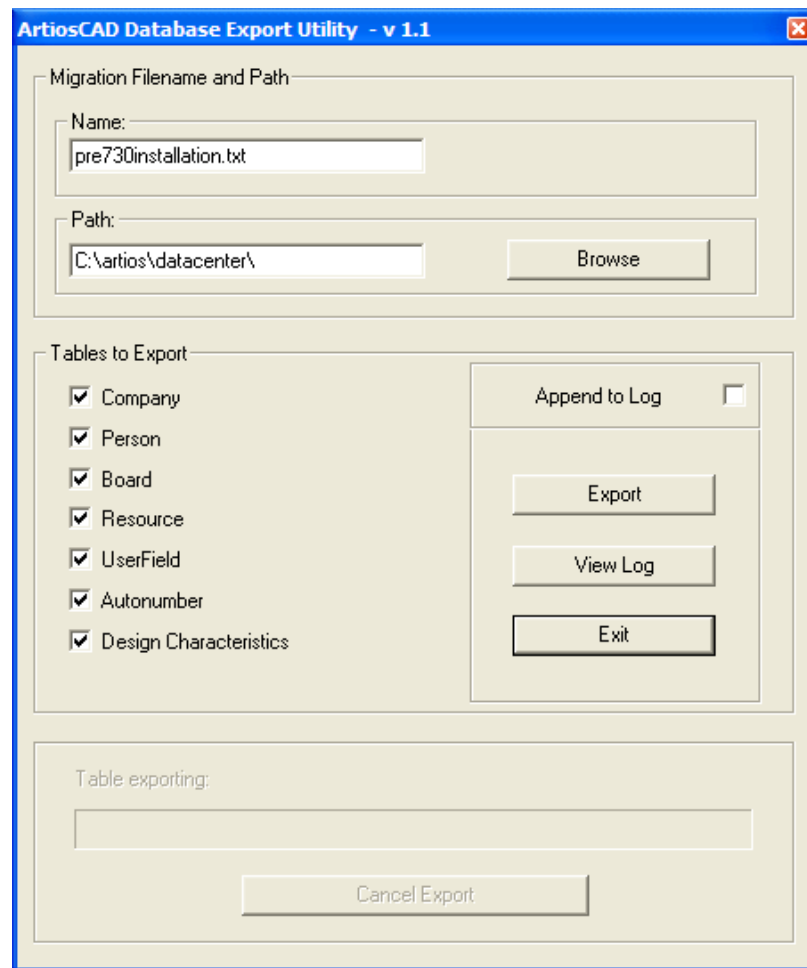 ArtiosCAD Database Export Utility - v 1.1
Migration Filename and Path
Name:
pre730installation.txt
Path:
C:\artios\datacenter\
Browse
Tables to Export
Company
Person
Board
Resource
UserField
Autonumber
Design Characteristics
Append to Log
Export
View Log
Exit
Table exporting:
Cancel Export